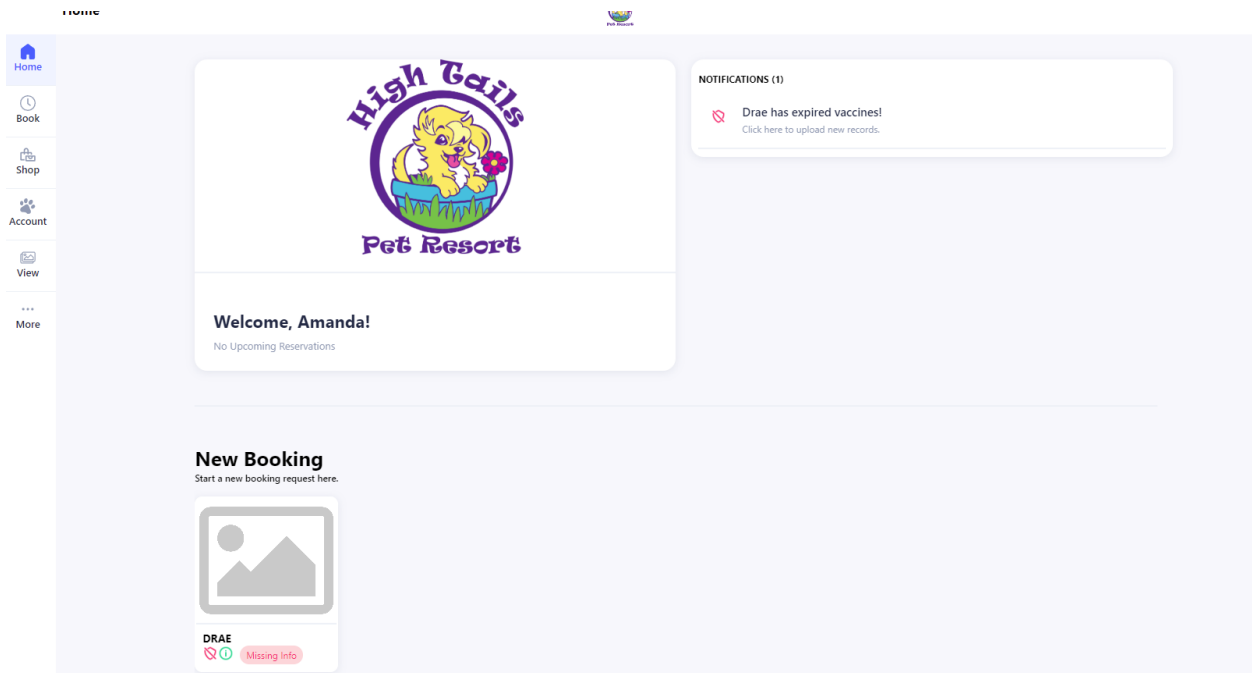 Home
Pet Resort
Home
Book
Shop
Account
View
More
High Tails
Pet Resort
Welcome, Amanda!
No Upcoming Reservations
NOTIFICATIONS (1)
Drae has expired vaccines!
Click here to upload new records.
New Booking
Start a new booking request here.
DRAE
Missing Info